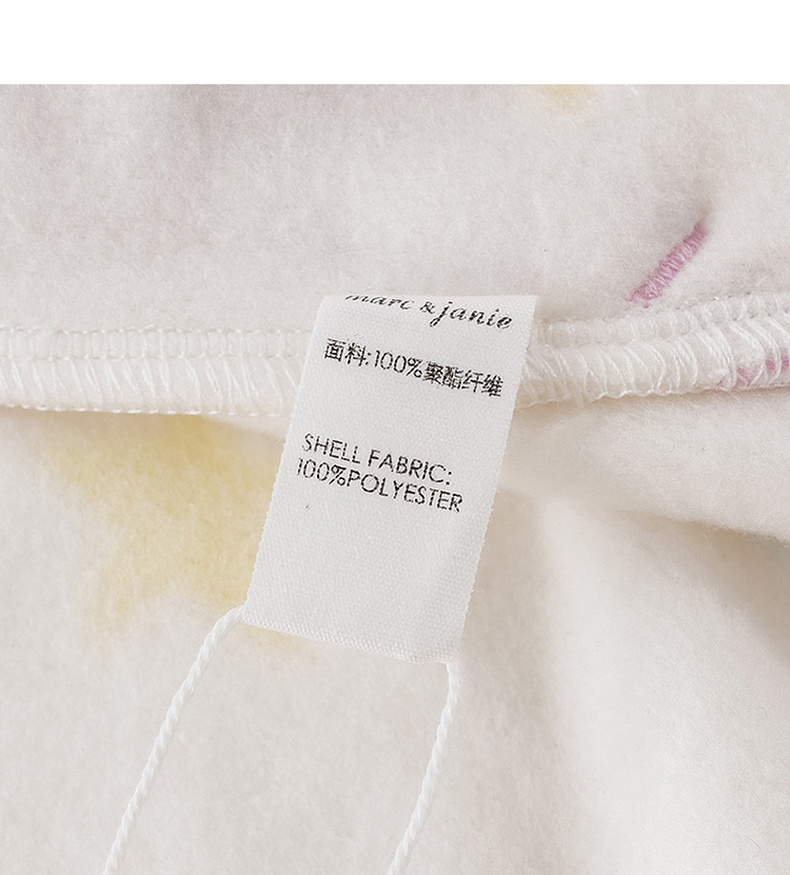 marc & janie
面料:100%聚酯纤维
SHELL FABRIC:
100%POLYESTER